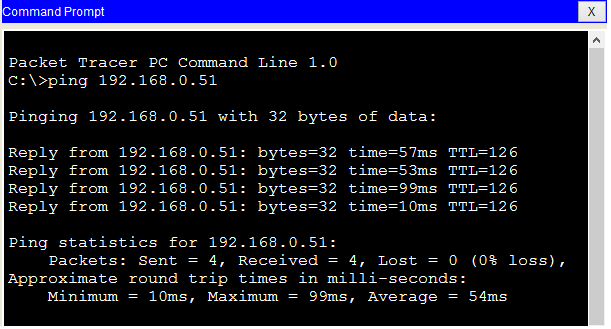 Command Prompt X
Packet Tracer PC Command Line 1.0
C:\>ping 192.168.0.51
Pinging 192.168.0.51 with 32 bytes of data:
Reply from 192.168.0.51: bytes=32 time=57ms TTL=126
Reply from 192.168.0.51: bytes=32 time=53ms TTL=126
Reply from 192.168.0.51: bytes=32 time=99ms TTL=126
Reply from 192.168.0.51: bytes=32 time=10ms TTL=126
Ping statistics for 192.168.0.51:
    Packets: Sent = 4, Received = 4, Lost = 0 (0% loss),
Approximate round trip times in milli-seconds:
    Minimum = 10ms, Maximum = 99ms, Average = 54ms